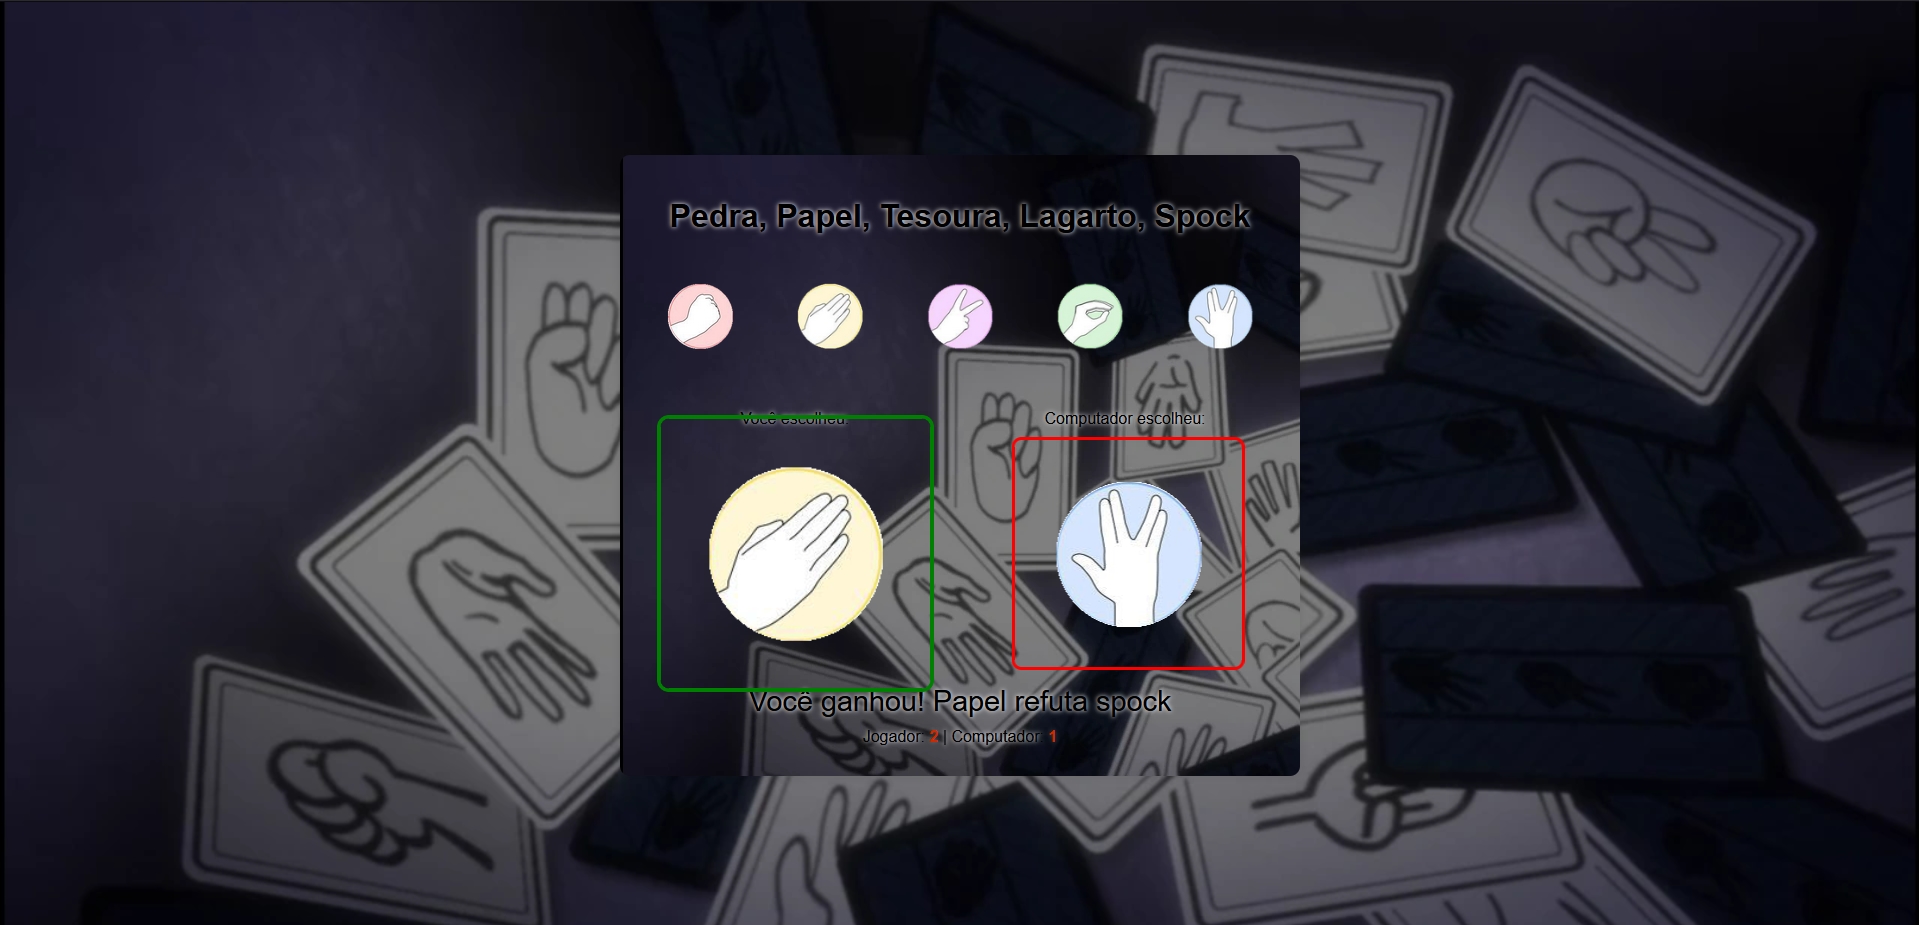 Pedra, Papel, Tesoura, Lagarto, Spock
Você escolheu:
Computador escolheu:
Você ganhou! Papel refuta spock
Jogador: 2 | Computador: 1